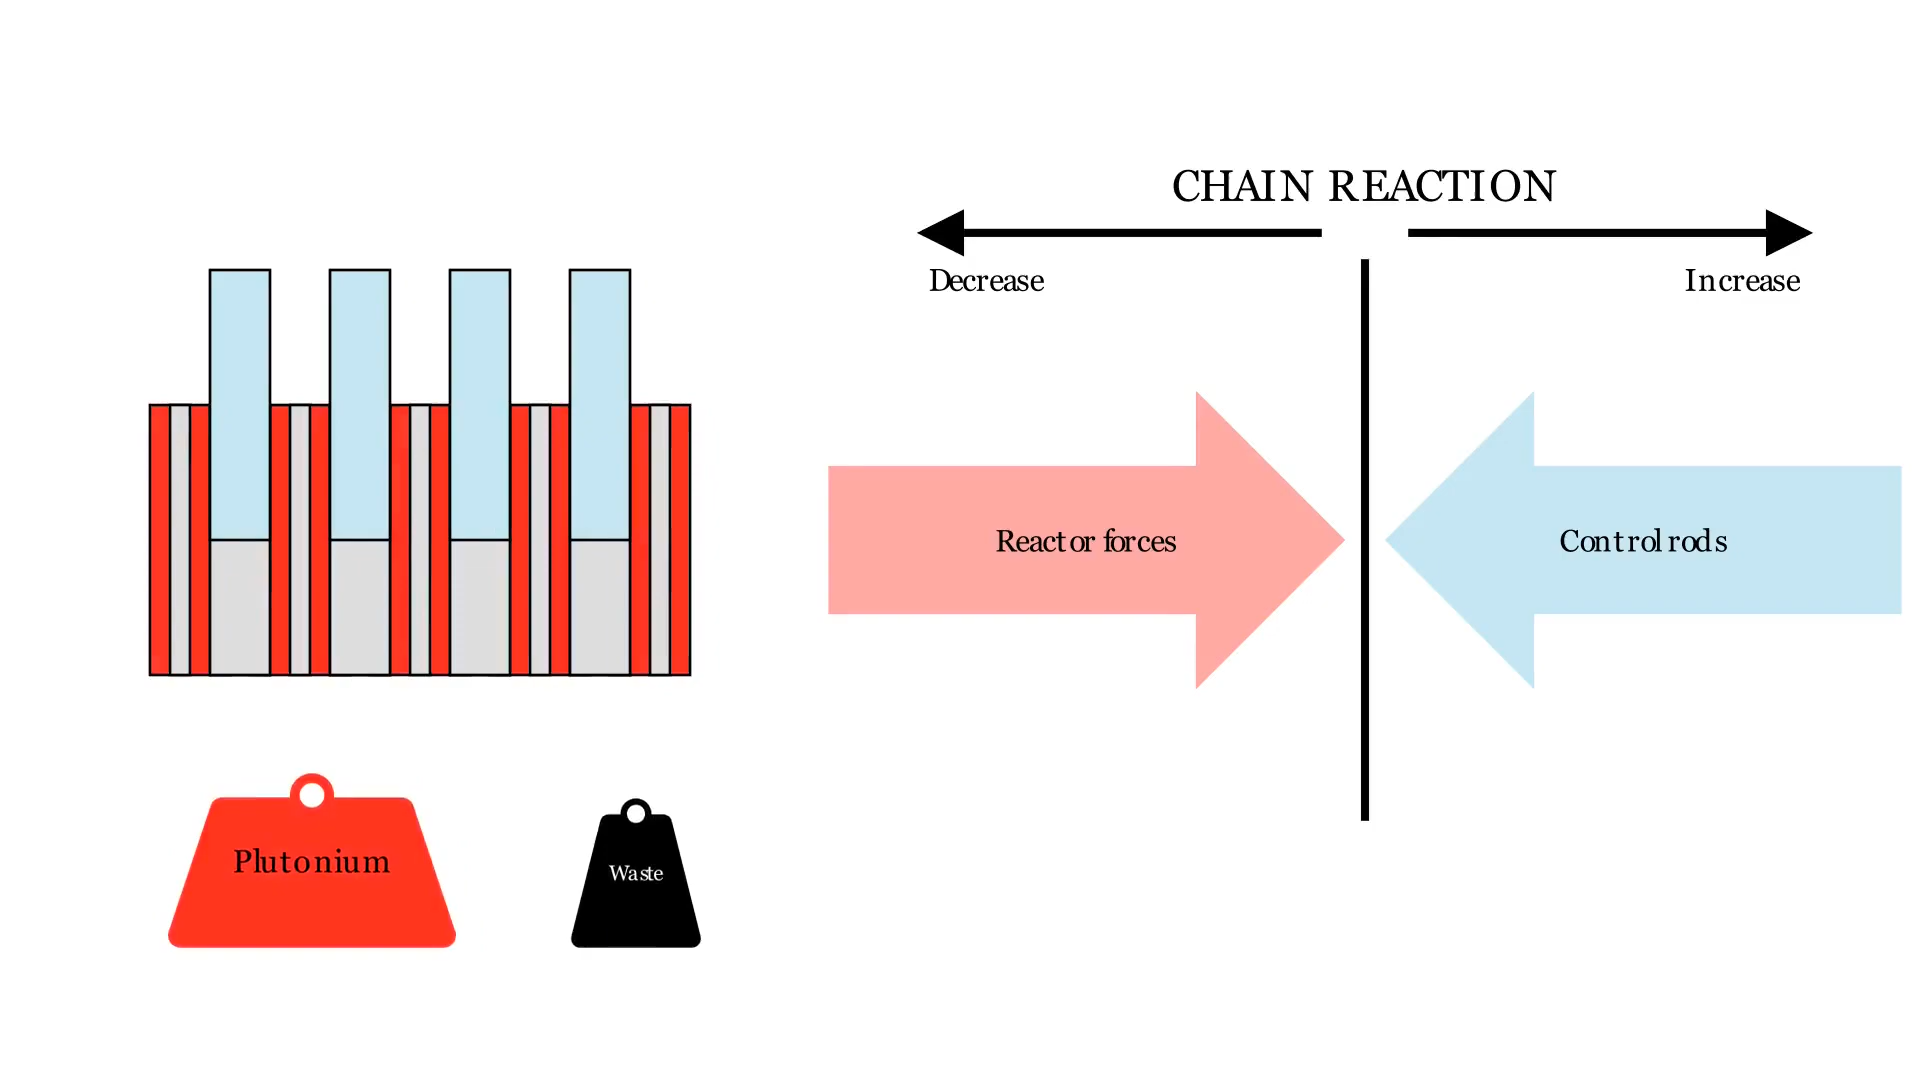 CHAIN REACTION
Decrease
Increase
Reactor forces
Control rods
Plutonium
Waste